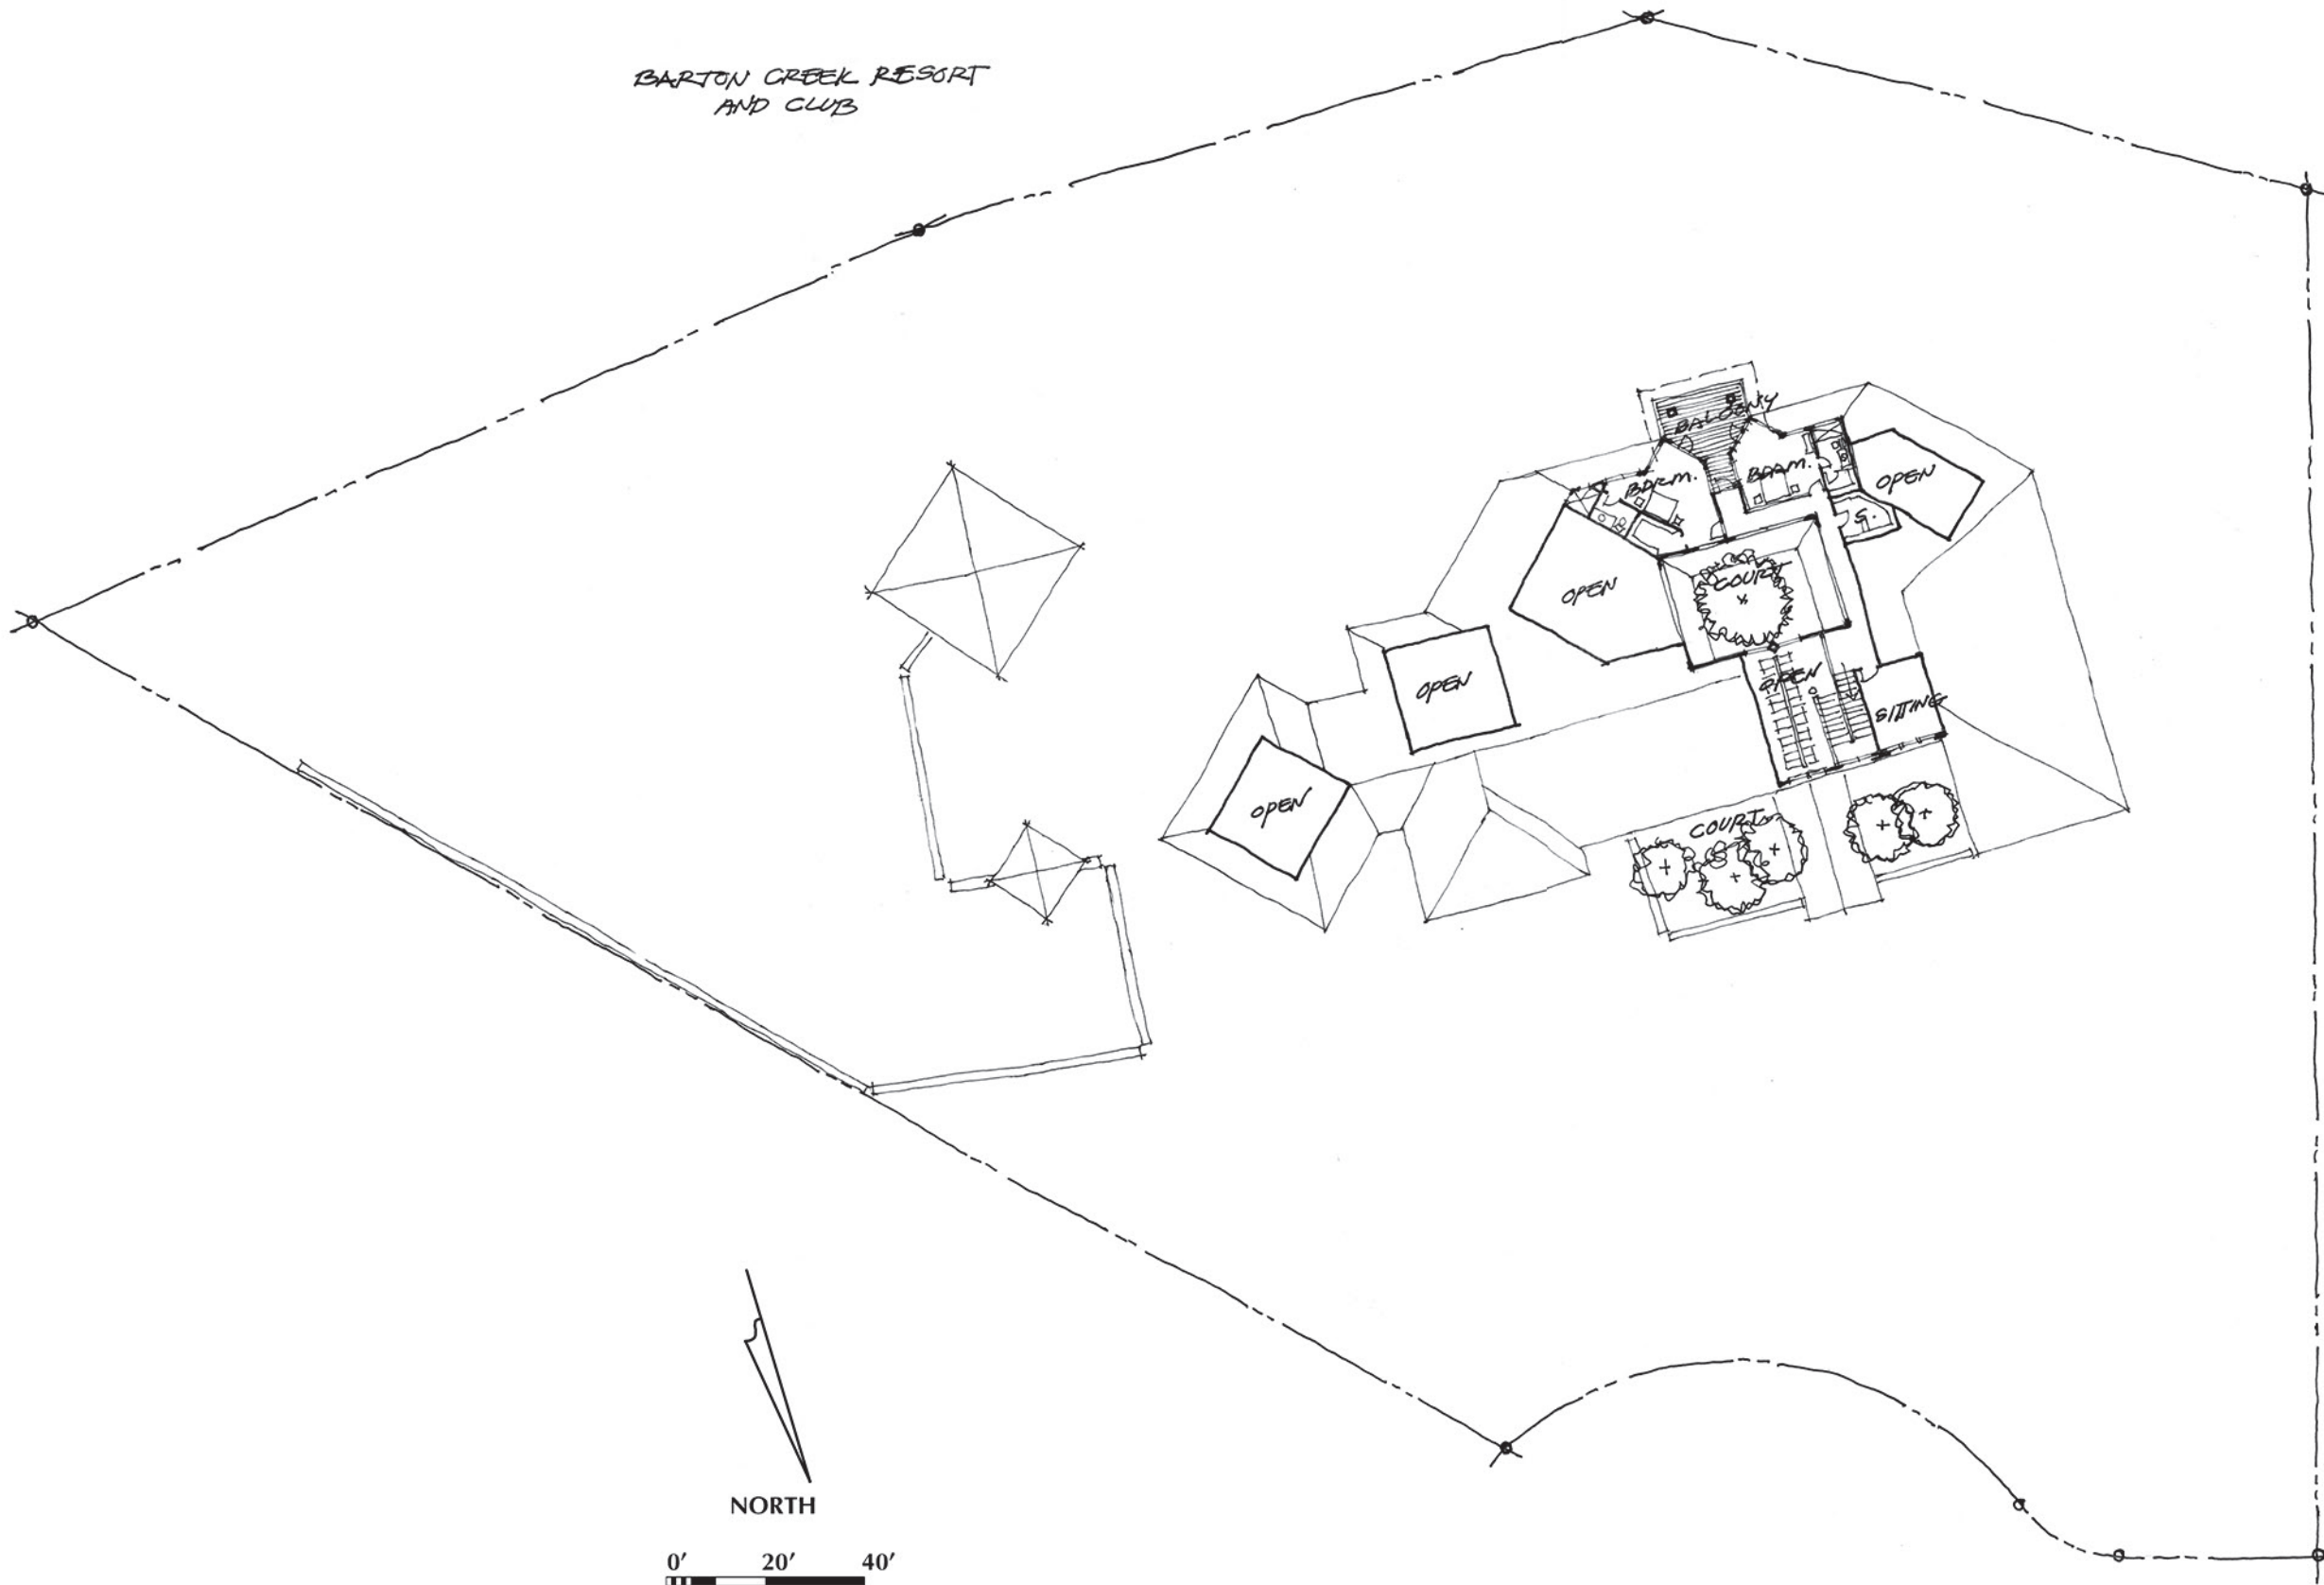 BARTON CREEK RESORT
AND CLUB
BALCONY
BDRM.
BDRM.
OPEN
S.
COURT
OPEN
OPEN
OPEN
SITTING
OPEN
COURT
NORTH
0' 20' 40'